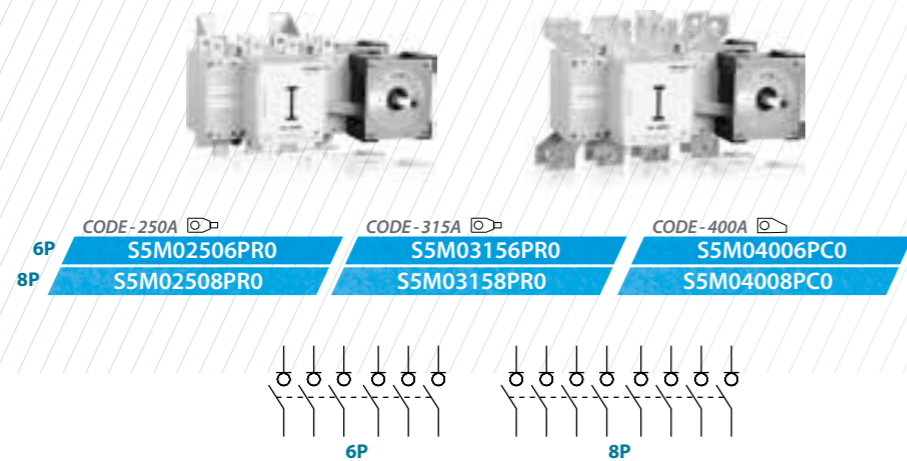 CODE-250A CODE-315A CODE-400A
6P S5M02506PR0 S5M03156PR0 S5M04006PC0
8P S5M02508PR0 S5M03158PR0 S5M04008PC0
6P 8P